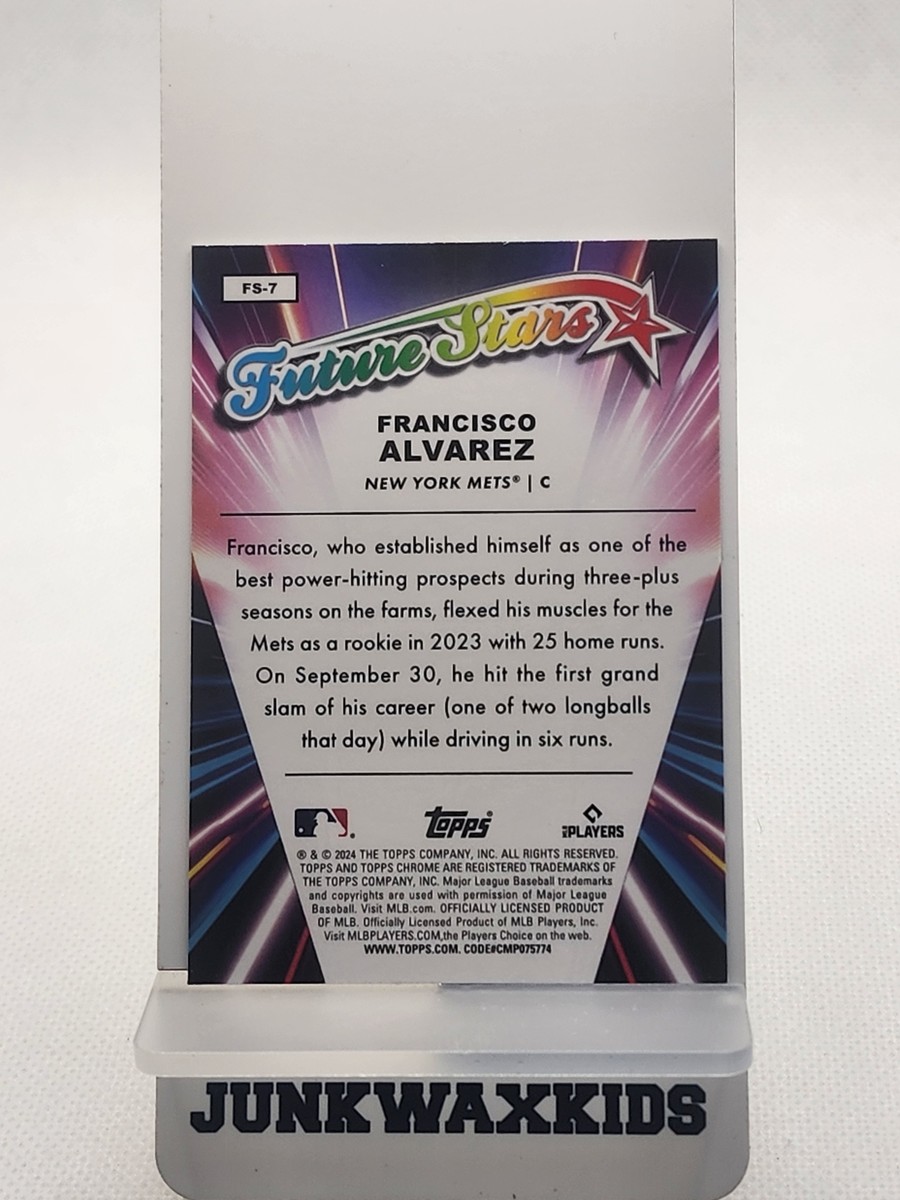 FS-7
Future Stars
FRANCISCO
ALVAREZ
NEW YORK METS® | C
Francisco, who established himself as one of the
best power-hitting prospects during three-plus
seasons on the farms, flexed his muscles for the
Mets as a rookie in 2023 with 25 home runs.
On September 30, he hit the first grand
slam of his career (one of two longballs
that day) while driving in six runs.
topps® MLB PLAYERS
® & © 2024 THE TOPPS COMPANY, INC. ALL RIGHTS RESERVED.
TOPPS AND TOPPS CHROME ARE REGISTERED TRADEMARKS OF
THE TOPPS COMPANY, INC. Major League Baseball trademarks
and copyrights are used with permission of Major League
Baseball. Visit MLB.com. OFFICIALLY LICENSED PRODUCT
OF MLB. Officially Licensed Product of MLB Players, Inc.
Visit MLBPLAYERS.COM,the Players Choice on the web.
WWW.TOPPS.COM. CODE#CMP075774
JUNKWAXKIDS